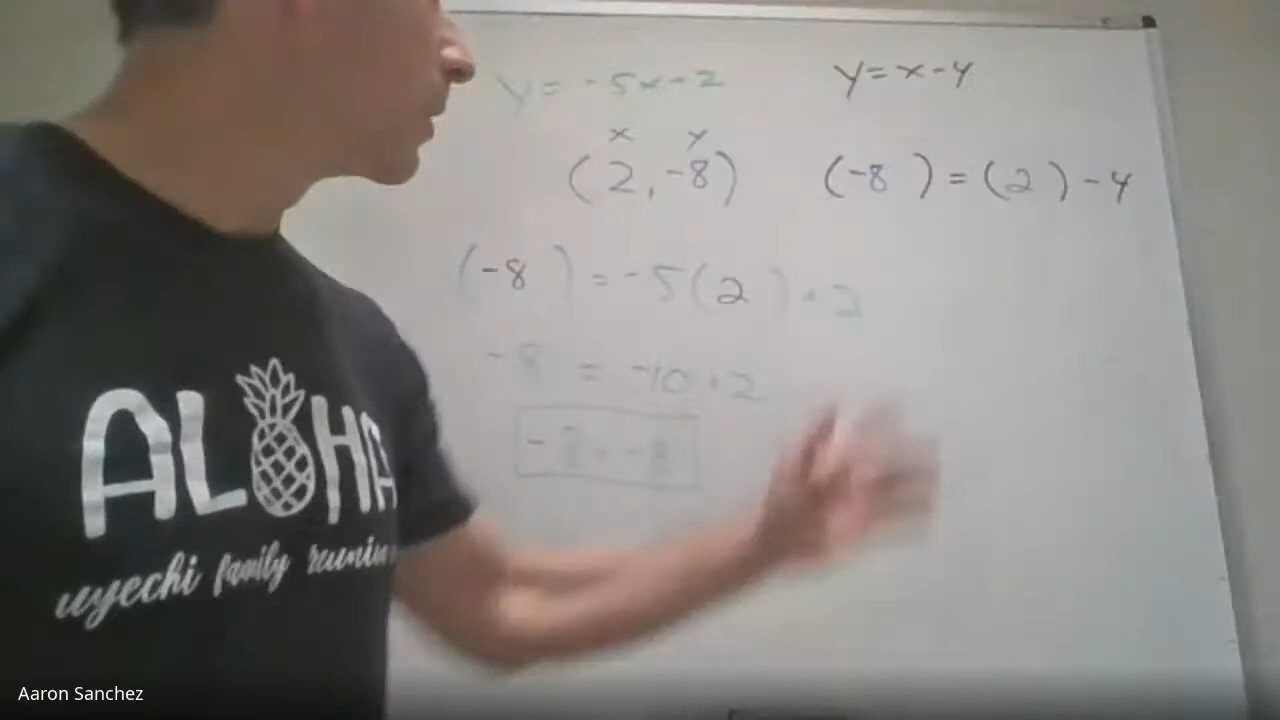 y = -5x-2
y=x-4
x y
(2,-8)
(-8 ) = (2 ) - 4
(-8 ) = -5(2 ) + 2
-8 = -10+2
-8 = -8
ALOHA
uyechi family reunion
Aaron Sanchez